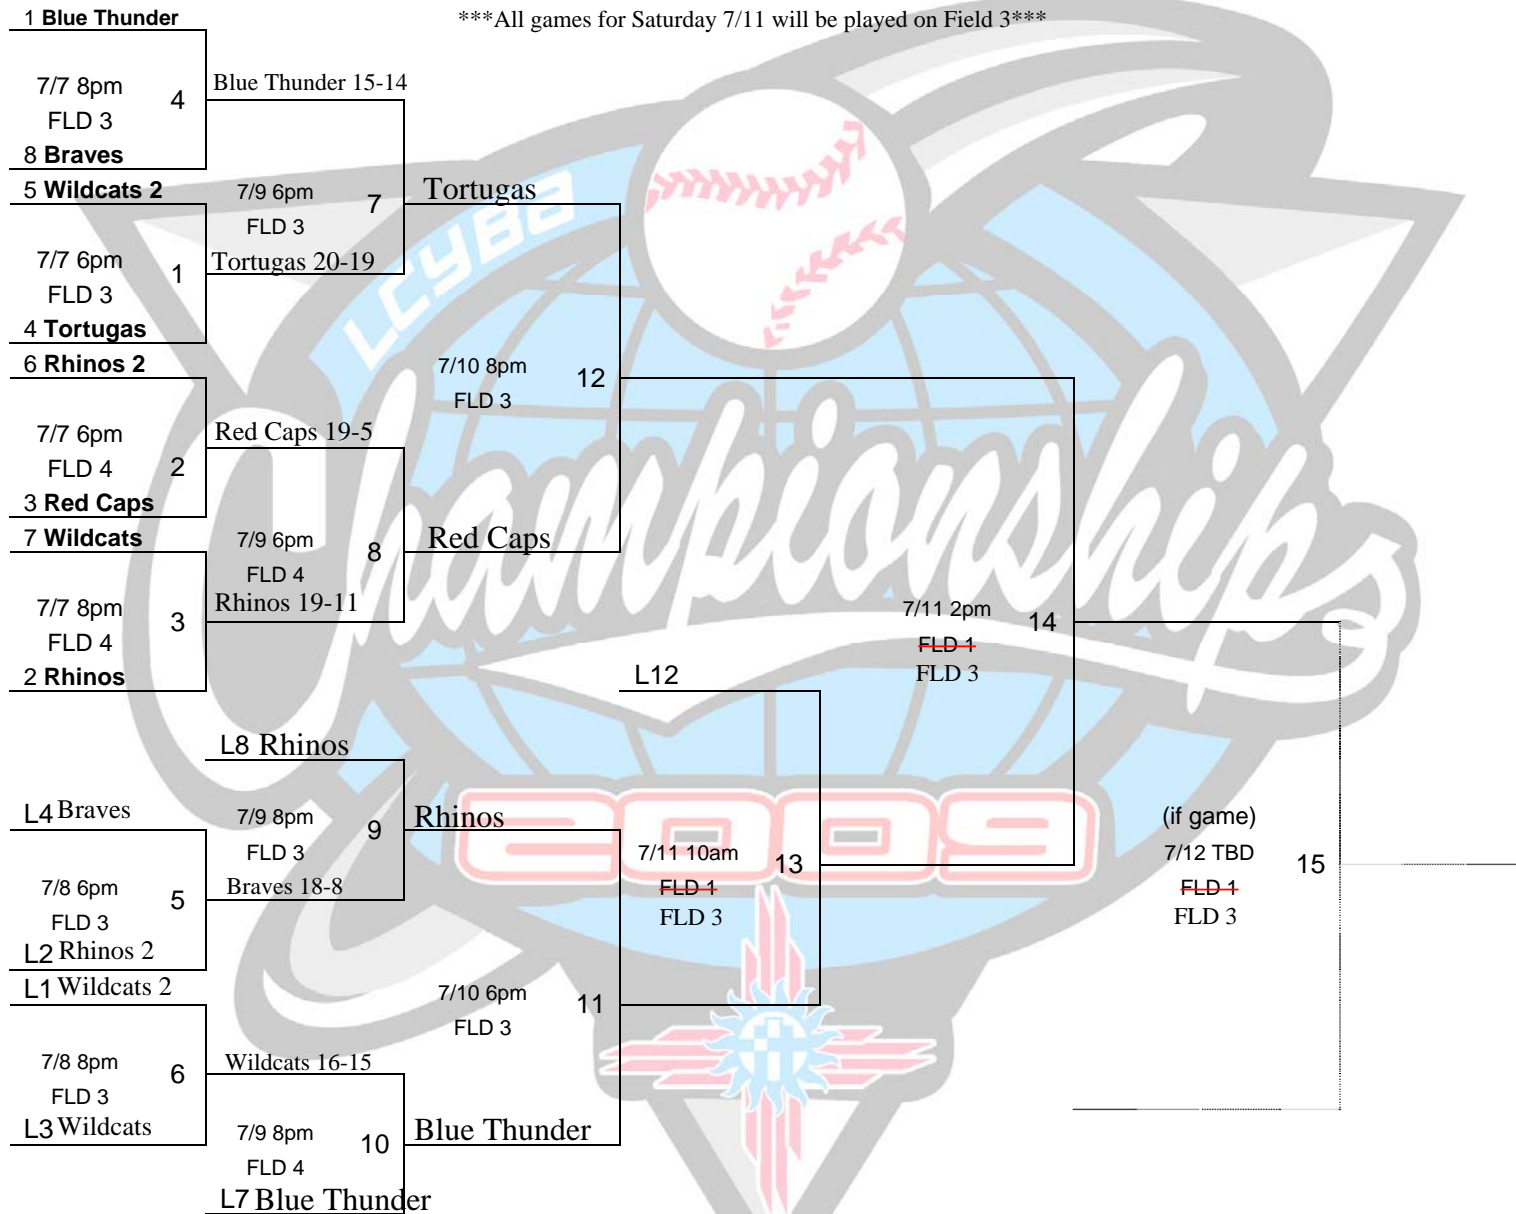 1 Blue Thunder
***All games for Saturday 7/11 will be played on Field 3***
7/7 8pm
FLD 3
4
Blue Thunder 15-14
8 Braves
5 Wildcats 2
7/9 6pm
FLD 3
7
Tortugas
7/7 6pm
FLD 3
1
Tortugas 20-19
4 Tortugas
6 Rhinos 2
7/10 8pm
FLD 3
12
7/7 6pm
FLD 4
2
Red Caps 19-5
3 Red Caps
7 Wildcats
7/9 6pm
FLD 4
8
Red Caps
7/7 8pm
FLD 4
3
Rhinos 19-11
2 Rhinos
7/11 2pm
FLD 1
FLD 3
14
L12
L8 Rhinos
L4 Braves
7/9 8pm
FLD 3
9
Rhinos
7/8 6pm
FLD 3
5
Braves 18-8
L2 Rhinos 2
7/11 10am
FLD 1
FLD 3
13
(if game)
7/12 TBD
FLD 1
FLD 3
15
L1 Wildcats 2
7/10 6pm
FLD 3
11
7/8 8pm
FLD 3
6
Wildcats 16-15
L3 Wildcats
7/9 8pm
FLD 4
10
Blue Thunder
L7 Blue Thunder
LCYBA
Championships
2009